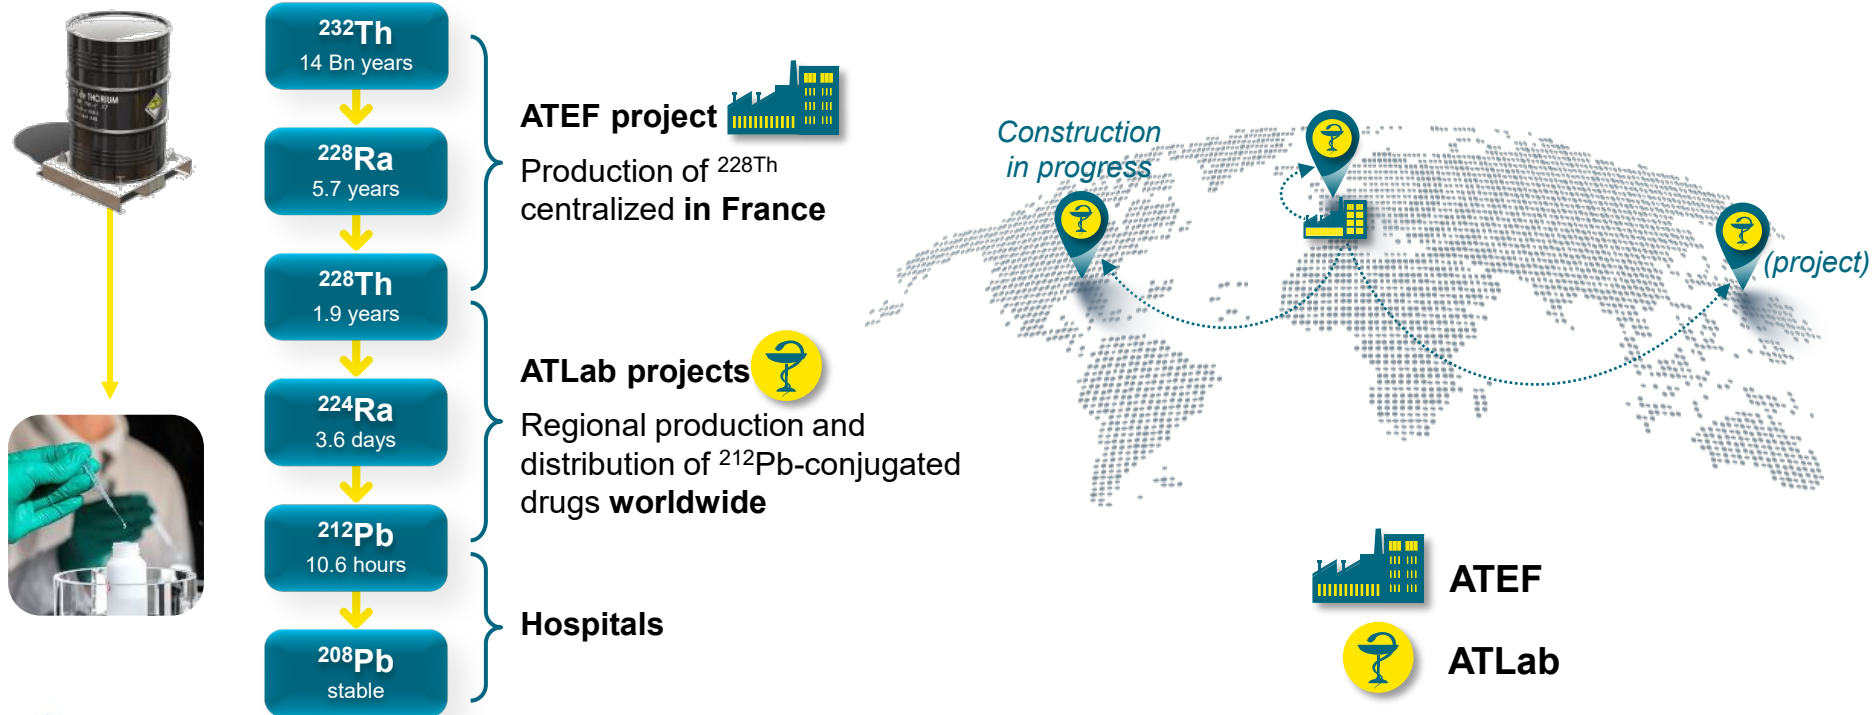 THORIUM
²³²Th
14 Bn years
²²⁸Ra
5.7 years
²²⁸Th
1.9 years
²²⁴Ra
3.6 days
²¹²Pb
10.6 hours
²⁰⁸Pb
stable
ATEF project
Production of ²²⁸Th
centralized in France
ATLab projects
Regional production and
distribution of ²¹²Pb-conjugated
drugs worldwide
Hospitals
Construction
in progress
(project)
ATEF
ATLab